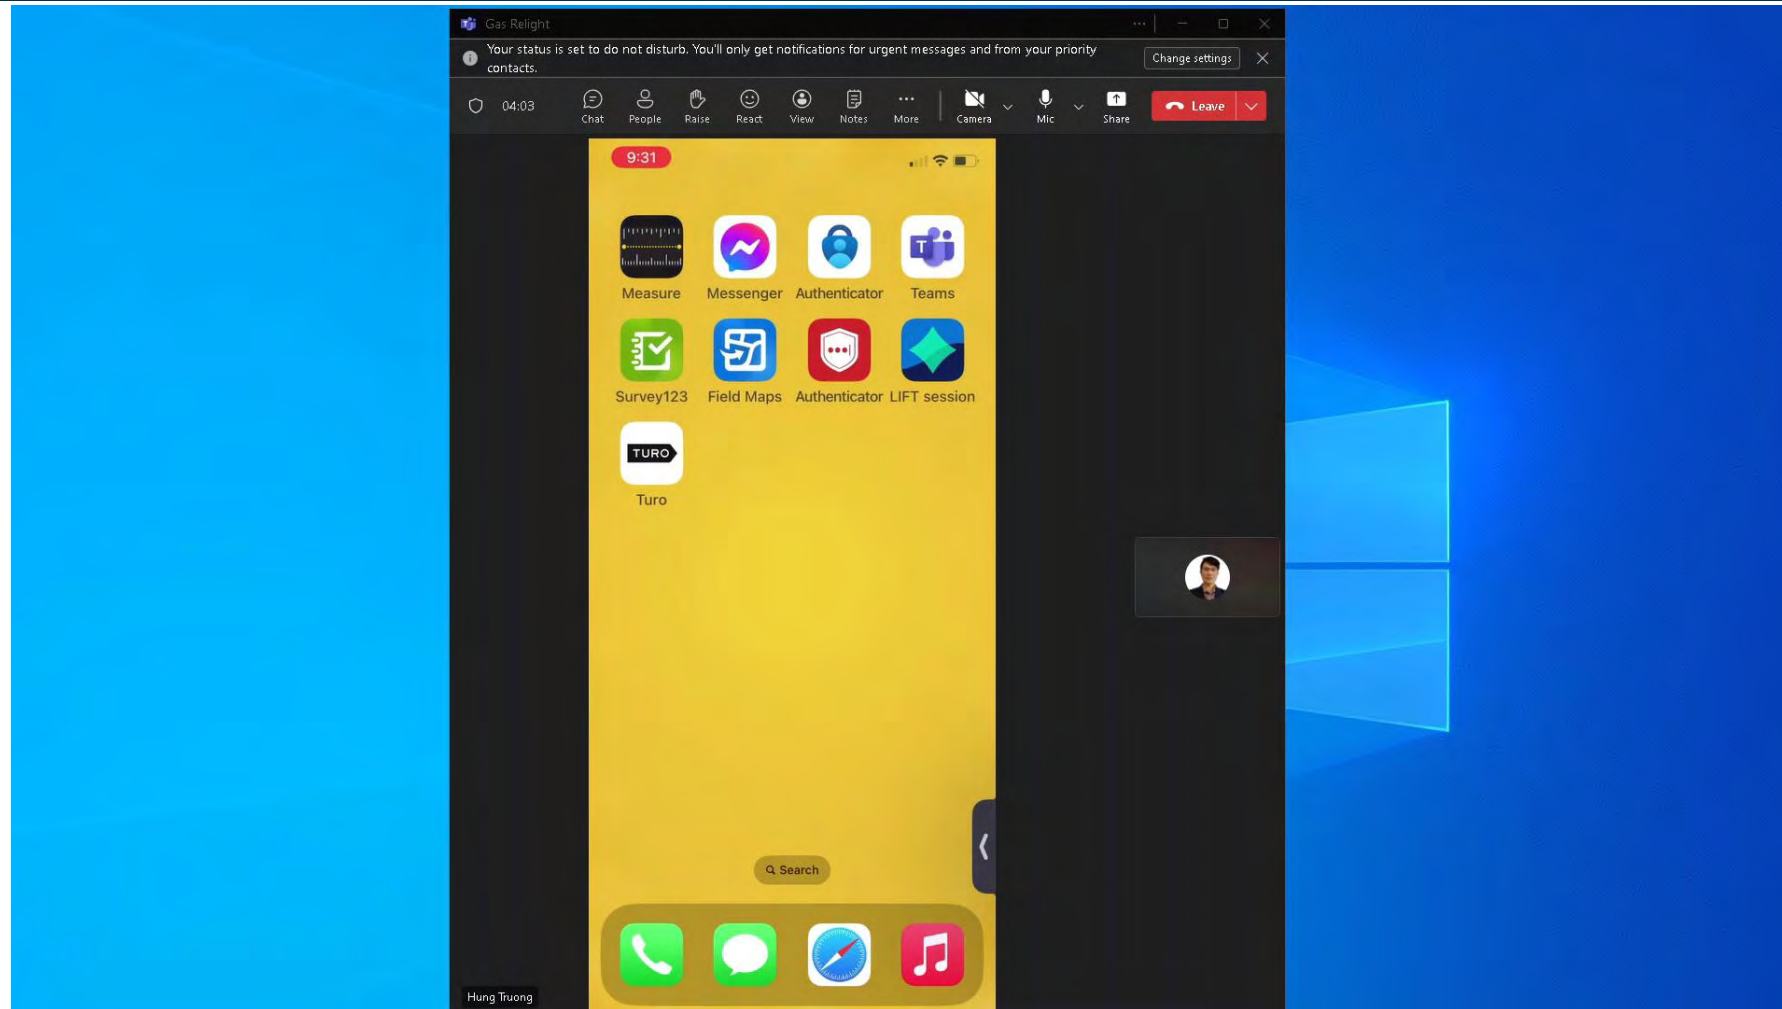 Gas Relight
Your status is set to do not disturb. You'll only get notifications for urgent messages and from your priority
contacts.
Change settings
04:03
Chat
People
Raise
React
View
Notes
More
Camera
Mic
Share
Leave
9:31
Measure
Messenger
Authenticator
T
Teams
Survey123
Field Maps
Authenticator
LIFT session
TURO
Turo
Search
Hung Truong